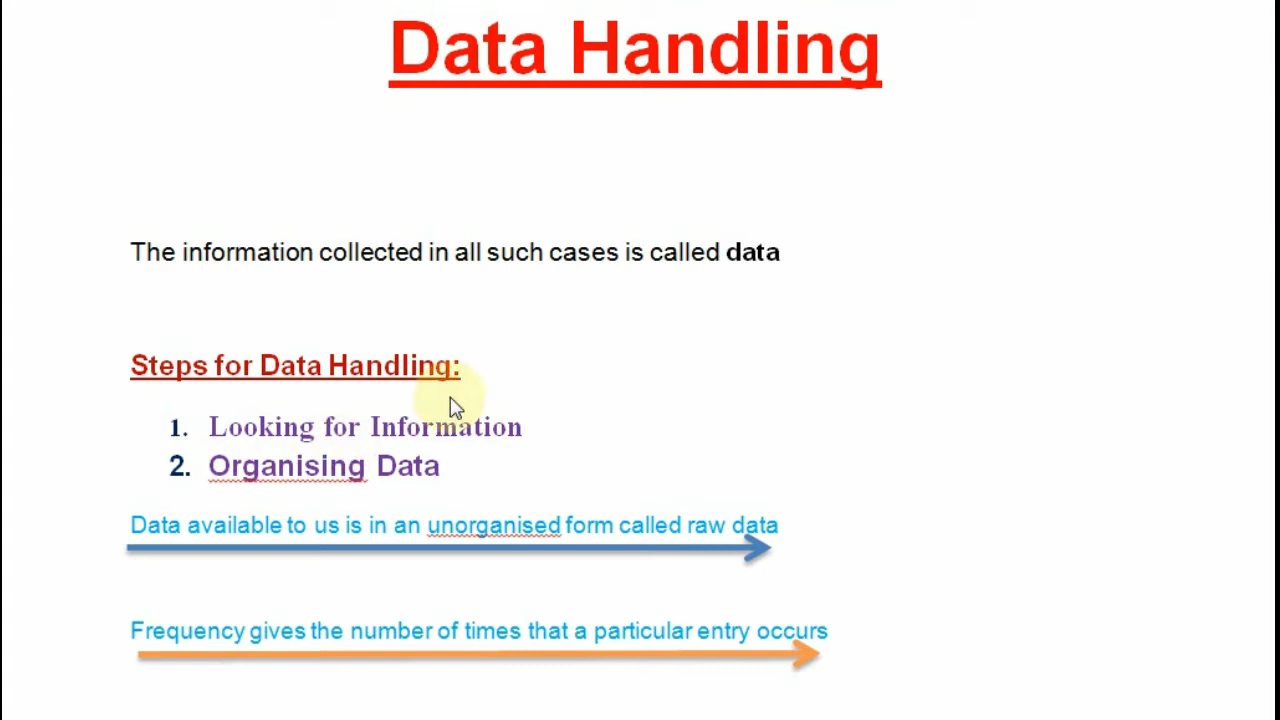 Data Handling
The information collected in all such cases is called data
Steps for Data Handling:
1. Looking for Information
2. Organising Data
Data available to us is in an unorganised form called raw data
Frequency gives the number of times that a particular entry occurs